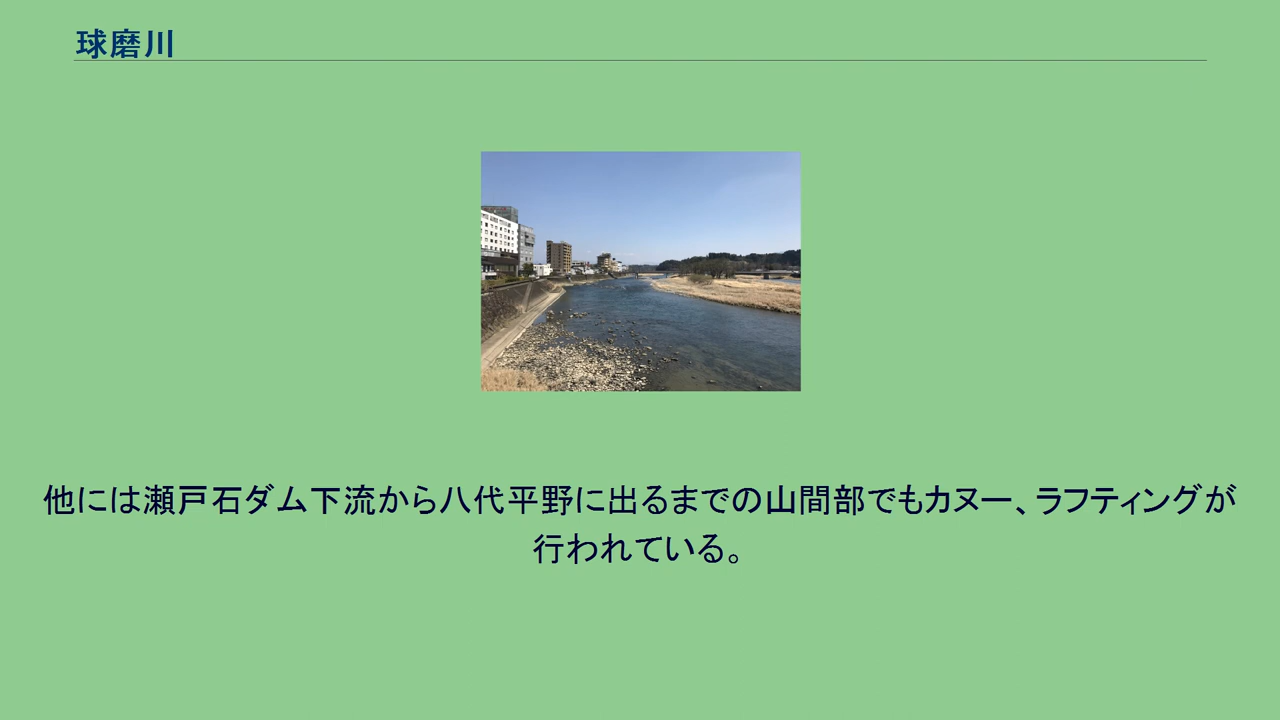 球磨川
他には瀬戸石ダム下流から八代平野に出るまでの山間部でもカヌー、ラフティングが
行われている。